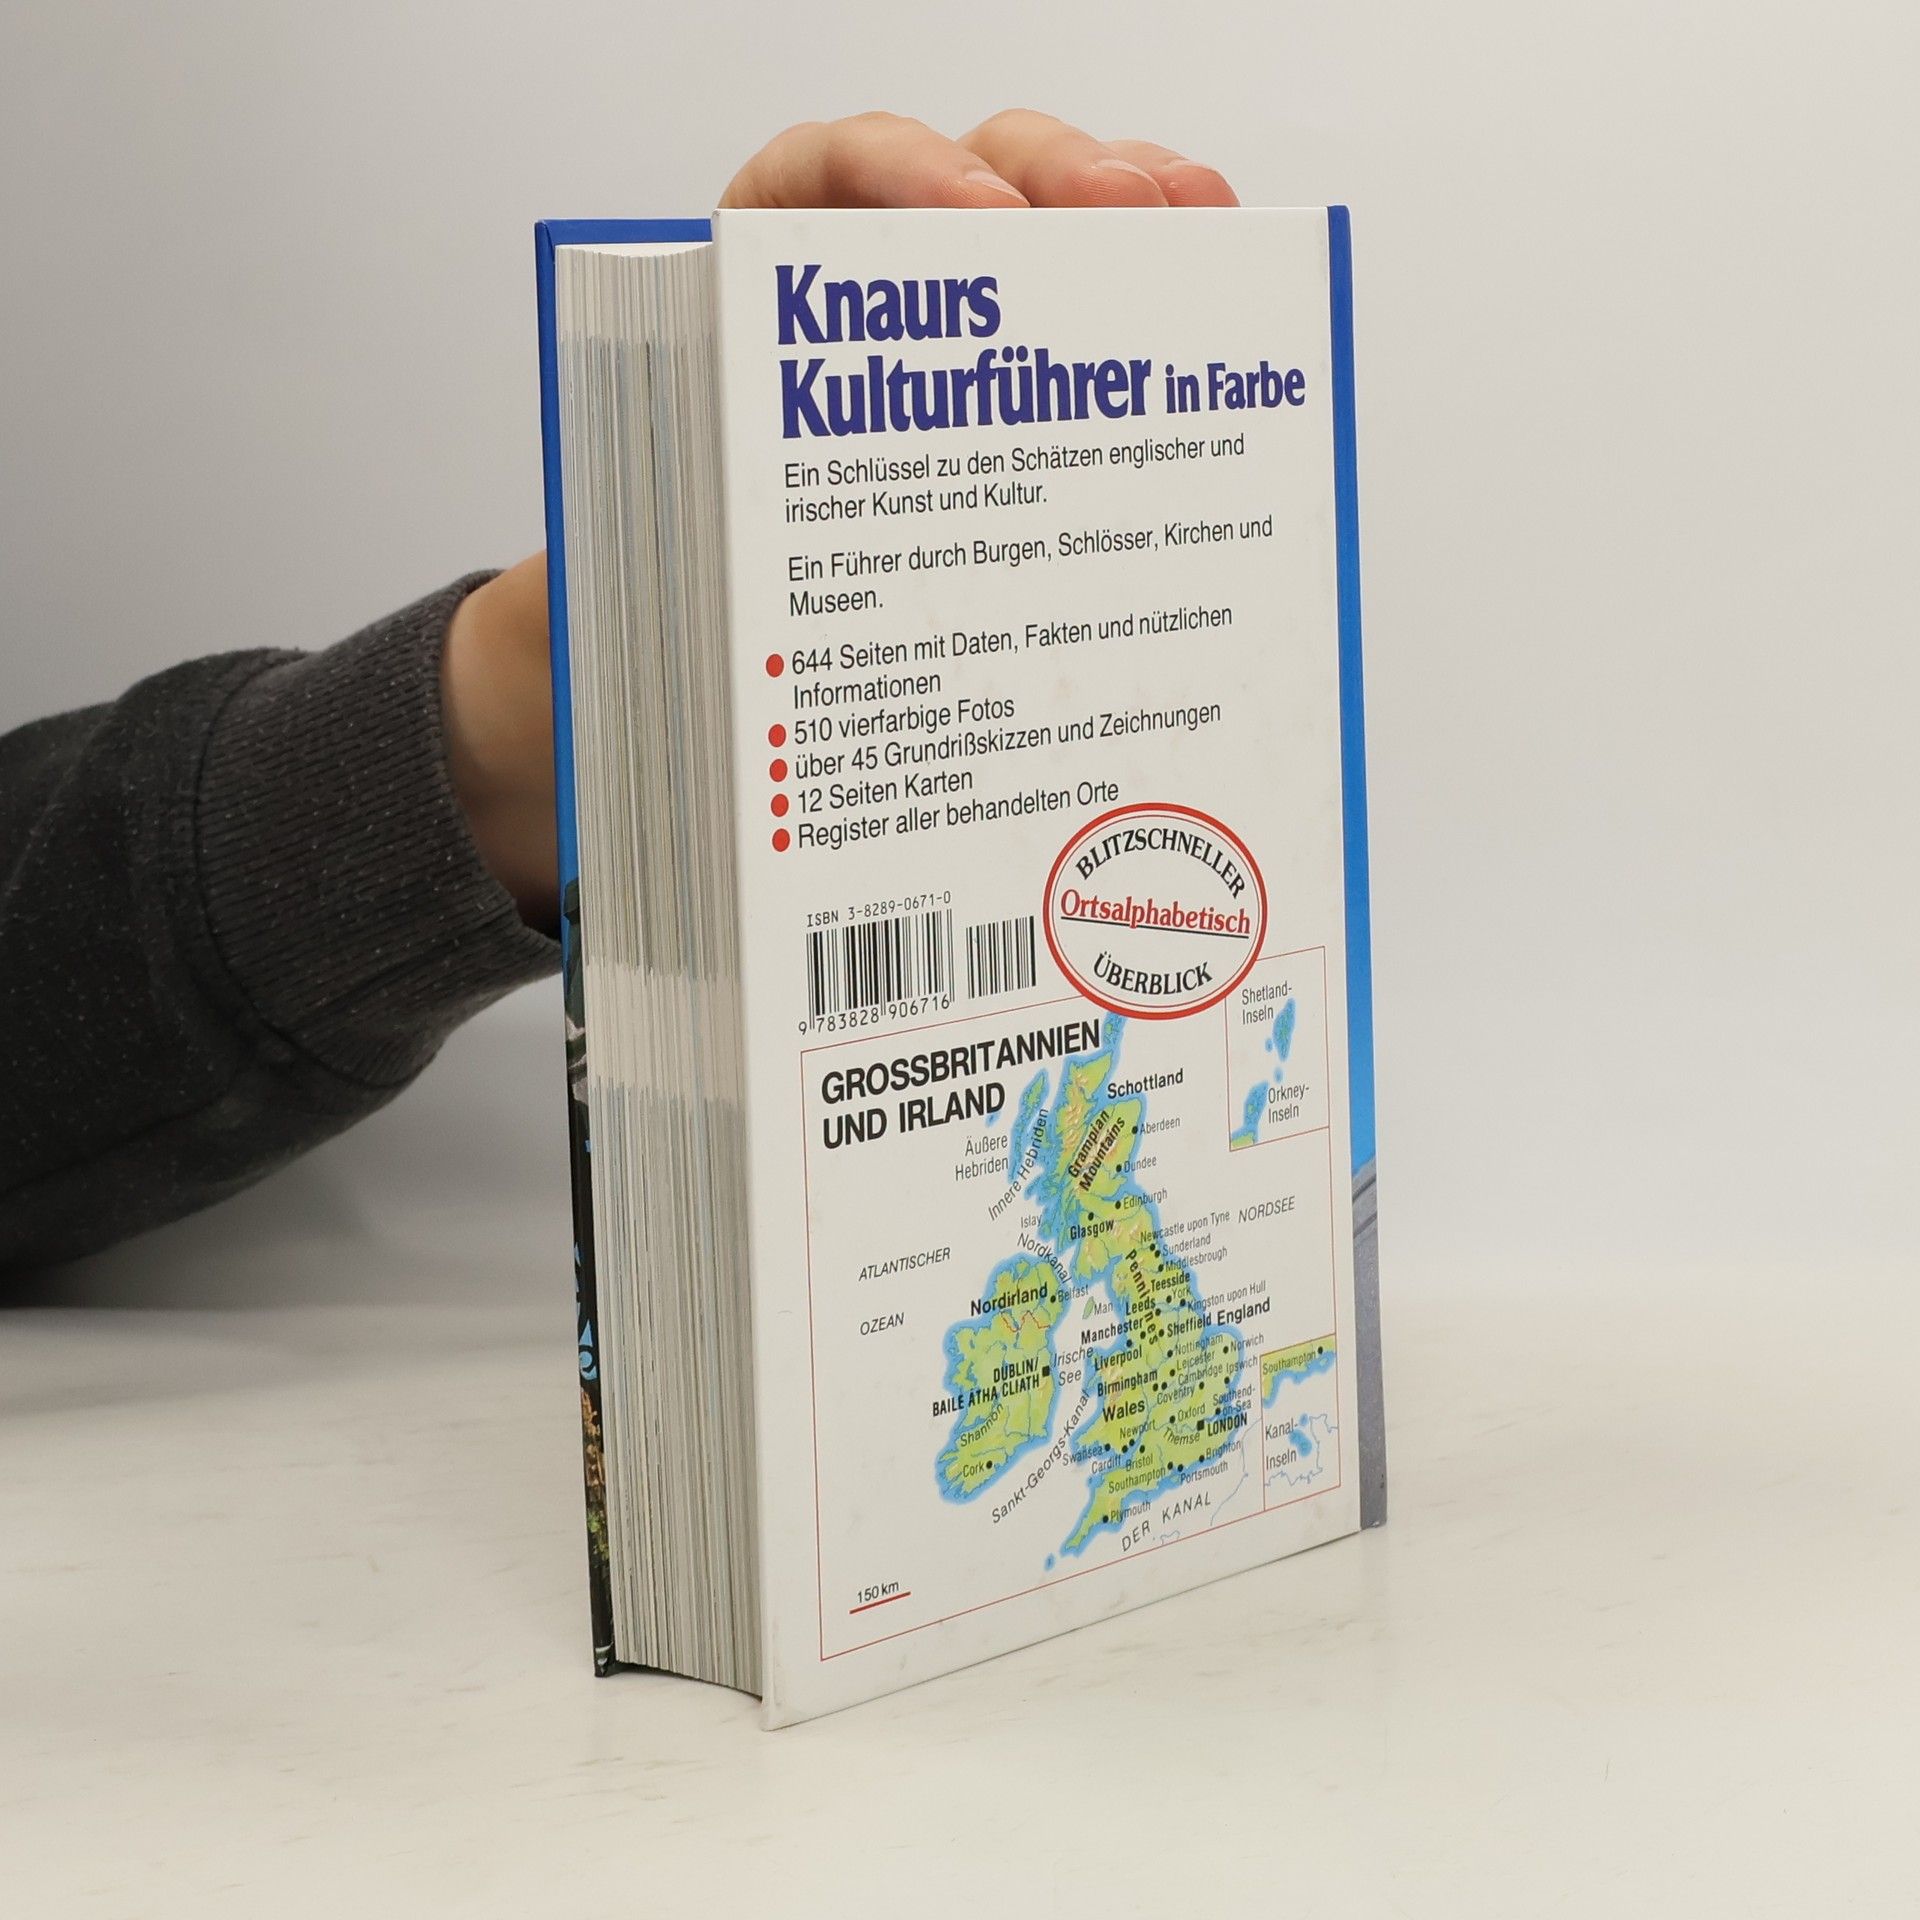 Knaurs
Kulturführer in Farbe
Ein Schlüssel zu den Schätzen englischer und
irischer Kunst und Kultur.
Ein Führer durch Burgen, Schlösser, Kirchen und
Museen.
644 Seiten mit Daten, Fakten und nützlichen
Informationen
510 vierfarbige Fotos
über 45 Grundrißskizzen und Zeichnungen
12 Seiten Karten
Register aller behandelten Orte
BLITZSCHNELLER
Ortsalphabetisch
ÜBERBLICK
ISBN 3-8289-0671-0
9 783828 906716
GROSSBRITANNIEN
UND IRLAND
Shetland-
Inseln
Orkney-
Inseln
Schottland
Äußere
Hebriden
Innere Hebriden
Grampian
Mountains
Aberdeen
Dundee
Edinburgh
Islay
Glasgow
Nordkanal
Newcastle upon Tyne
NORDSEE
Sunderland
Middlesbrough
ATLANTISCHER
OZEAN
Pennines
Teesside
Nordirland
Belfast
Man
Leeds
York
Kingston upon Hull
Manchester
Sheffield
England
Irische
See
Liverpool
Nottingham
Norwich
DUBLIN/
BAILE ÁTHA CLIATH
Leicester
Birmingham
Cambridge
Ipswich
Coventry
Southend-
on-Sea
Wales
Oxford
Shannon
Newport
Themse
LONDON
Swansea
Cardiff
Bristol
Brighton
Cork
Southampton
Portsmouth
Sankt-Georgs-Kanal
Plymouth
DER KANAL
Southampton
Kanal-
Inseln
150 km